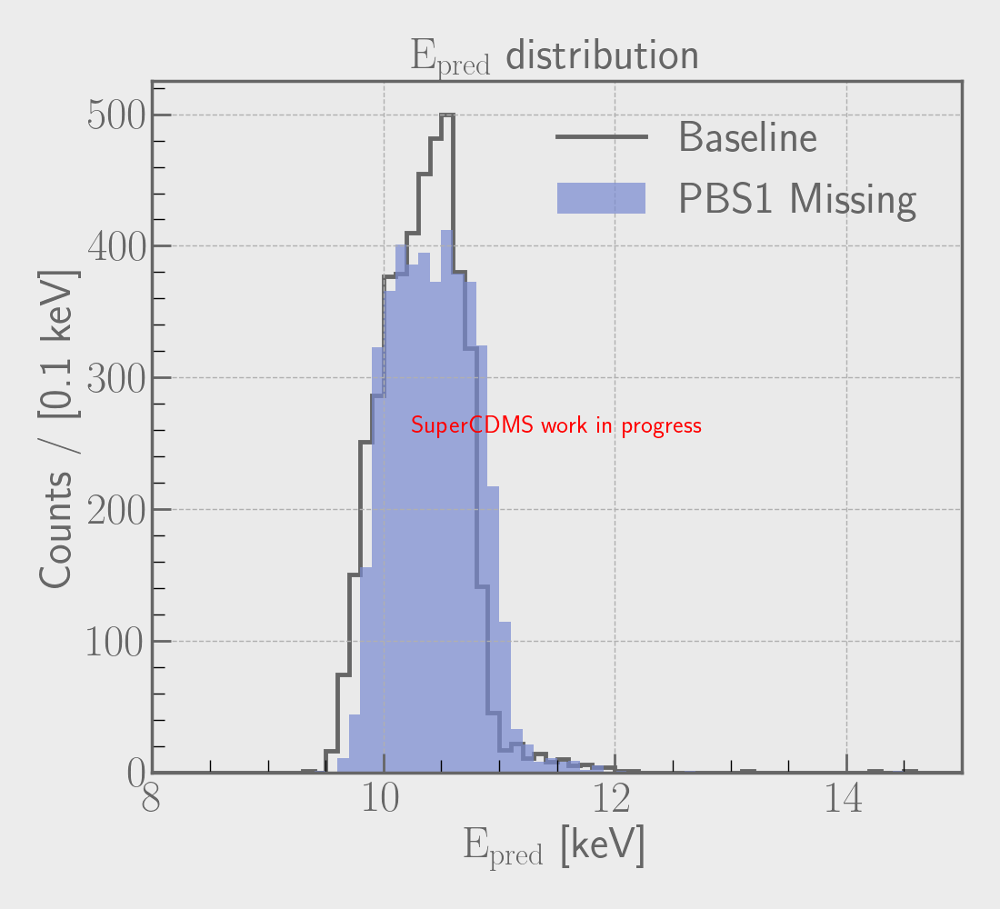 E_pred distribution
500
400
300
200
100
0
Counts / [0.1 keV]
Baseline
PBS1 Missing
SuperCDMS work in progress
8 10 12 14
E_pred [keV]